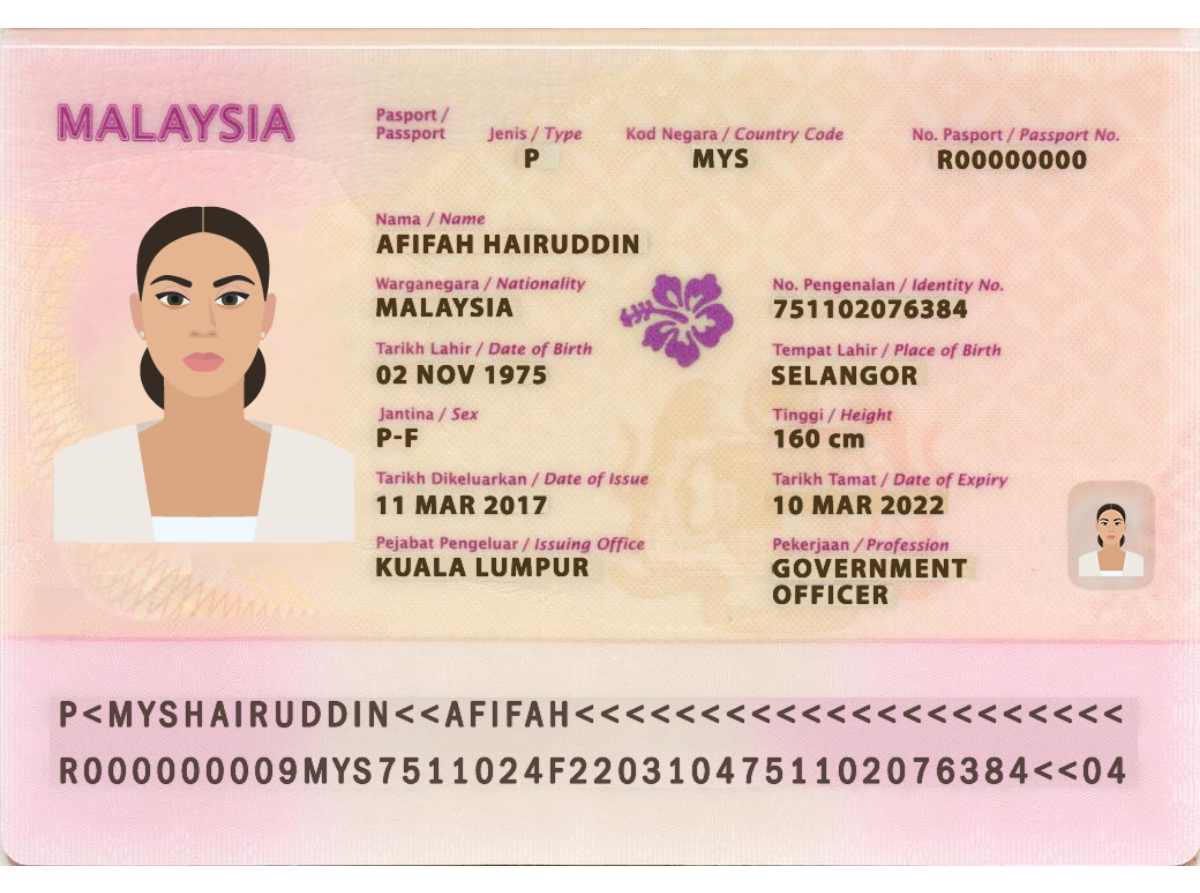 MALAYSIA
Pasport / Passport
Jenis / Type
Kod Negara / Country Code
No. Pasport / Passport No.
P
MYS
R00000000
Nama / Name
AFIFAH HAIRUDDIN
Warganegara / Nationality
No. Pengenalan / Identity No.
MALAYSIA
751102076384
Tarikh Lahir / Date of Birth
Tempat Lahir / Place of Birth
02 NOV 1975
SELANGOR
Jantina / Sex
Tinggi / Height
P-F
160 cm
Tarikh Dikeluarkan / Date of Issue
Tarikh Tamat / Date of Expiry
11 MAR 2017
10 MAR 2022
Pejabat Pengeluar / Issuing Office
Pekerjaan / Profession
KUALA LUMPUR
GOVERNMENT
OFFICER
P<MYSHAIRUDDIN<<AFIFAH<<<<<<<<<<<<<<<<<<<<<<
R000000009MYS7511024F2203104751102076384<<04